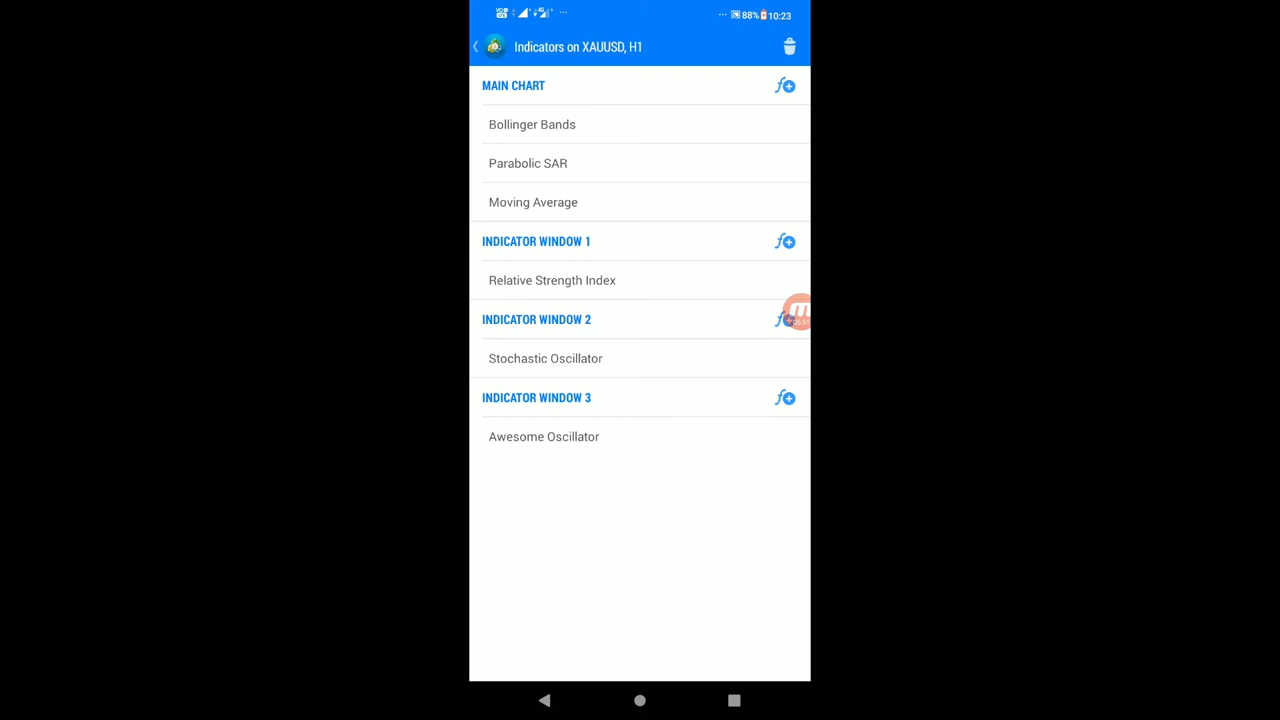 88% 10:23
Indicators on XAUUSD, H1
MAIN CHART
Bollinger Bands
Parabolic SAR
Moving Average
INDICATOR WINDOW 1
Relative Strength Index
INDICATOR WINDOW 2
Stochastic Oscillator
INDICATOR WINDOW 3
Awesome Oscillator